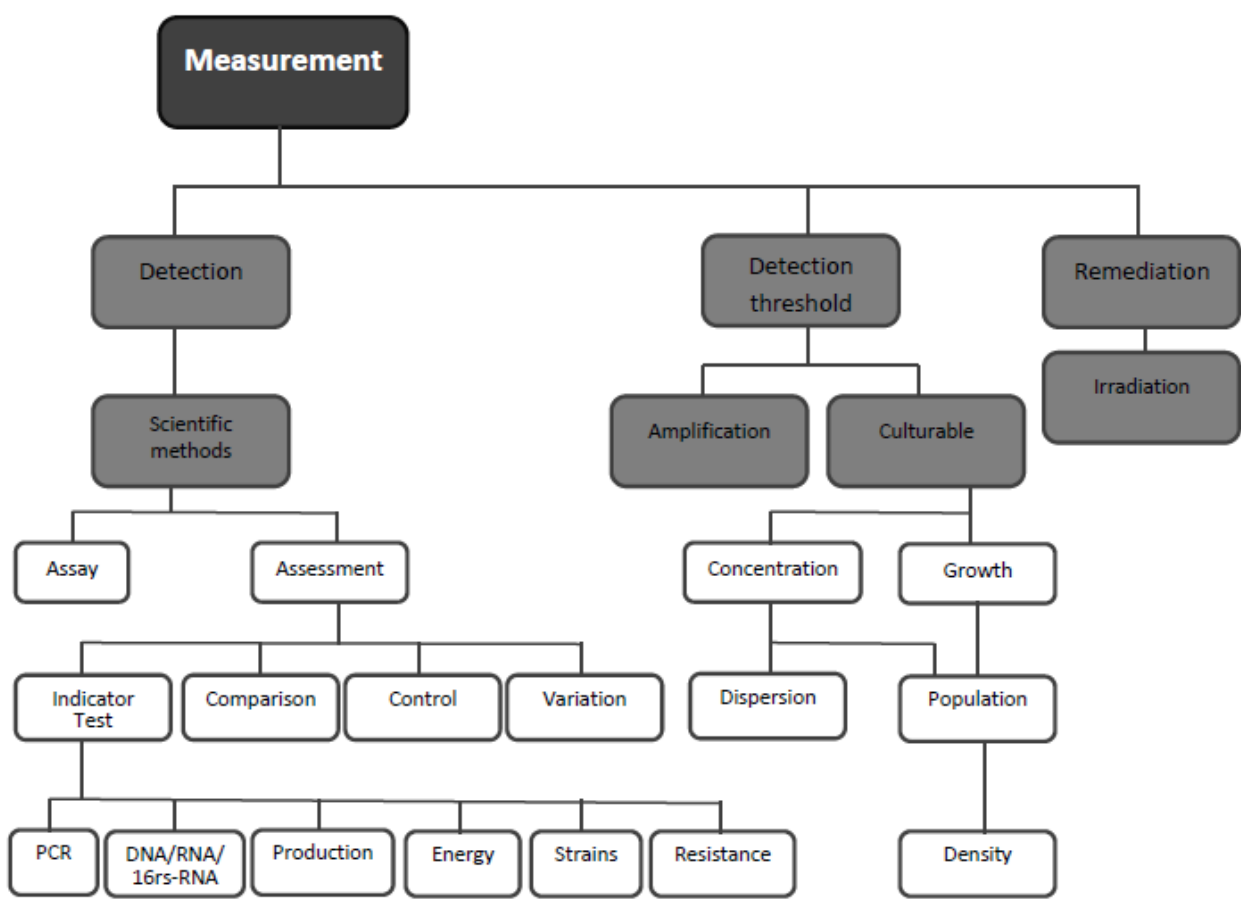 Measurement
Detection
Detection
threshold
Remediation
Scientific
methods
Amplification
Culturable
Irradiation
Assay
Assessment
Concentration
Growth
Indicator
Test
Comparison
Control
Variation
Dispersion
Population
PCR
DNA/RNA/
16rs-RNA
Production
Energy
Strains
Resistance
Density